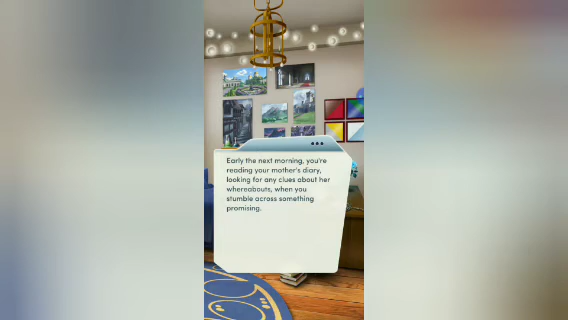 Early the next morning, you're
reading your mother's diary,
looking for any clues about her
whereabouts, when you
stumble across something
promising.